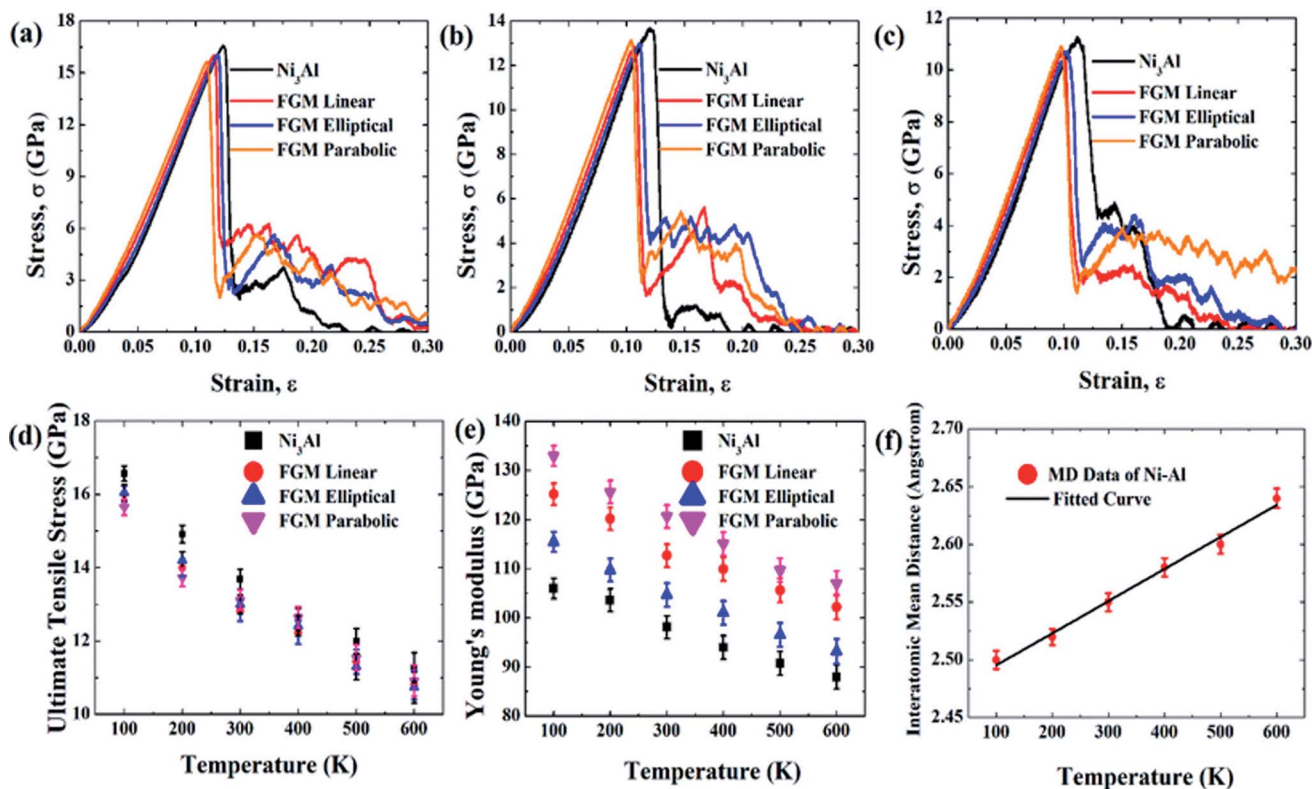 (a)
18
15
12
9
6
3
0
Stress, σ (GPa)
Ni3Al
FGM Linear
FGM Elliptical
FGM Parabolic
0.00 0.05 0.10 0.15 0.20 0.25 0.30
Strain, ε
(b)
14
12
10
8
6
4
2
0
Stress, σ (GPa)
Ni3Al
FGM Linear
FGM Elliptical
FGM Parabolic
0.00 0.05 0.10 0.15 0.20 0.25 0.30
Strain, ε
(c)
12
10
8
6
4
2
0
Stress, σ (GPa)
Ni3Al
FGM Linear
FGM Elliptical
FGM Parabolic
0.00 0.05 0.10 0.15 0.20 0.25 0.30
Strain, ε
(d)
18
16
14
12
10
Ultimate Tensile Stress (GPa)
Ni3Al
FGM Linear
FGM Elliptical
FGM Parabolic
100 200 300 400 500 600
Temperature (K)
(e)
140
130
120
110
100
90
80
Young's modulus (GPa)
Ni3Al
FGM Linear
FGM Elliptical
FGM Parabolic
100 200 300 400 500 600
Temperature (K)
(f)
2.70
2.65
2.60
2.55
2.50
2.45
Interatomic Mean Distance (Angstrom)
MD Data of Ni-Al
Fitted Curve
100 200 300 400 500 600
Temperature (K)